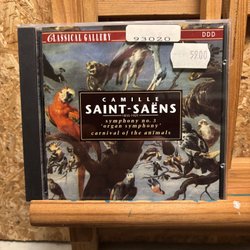 CLASSICAL GALLERY
DDD
93020
5900
CAMILLE
SAINT-SAËNS
symphony no. 3
'organ symphony'
carnival of the animals